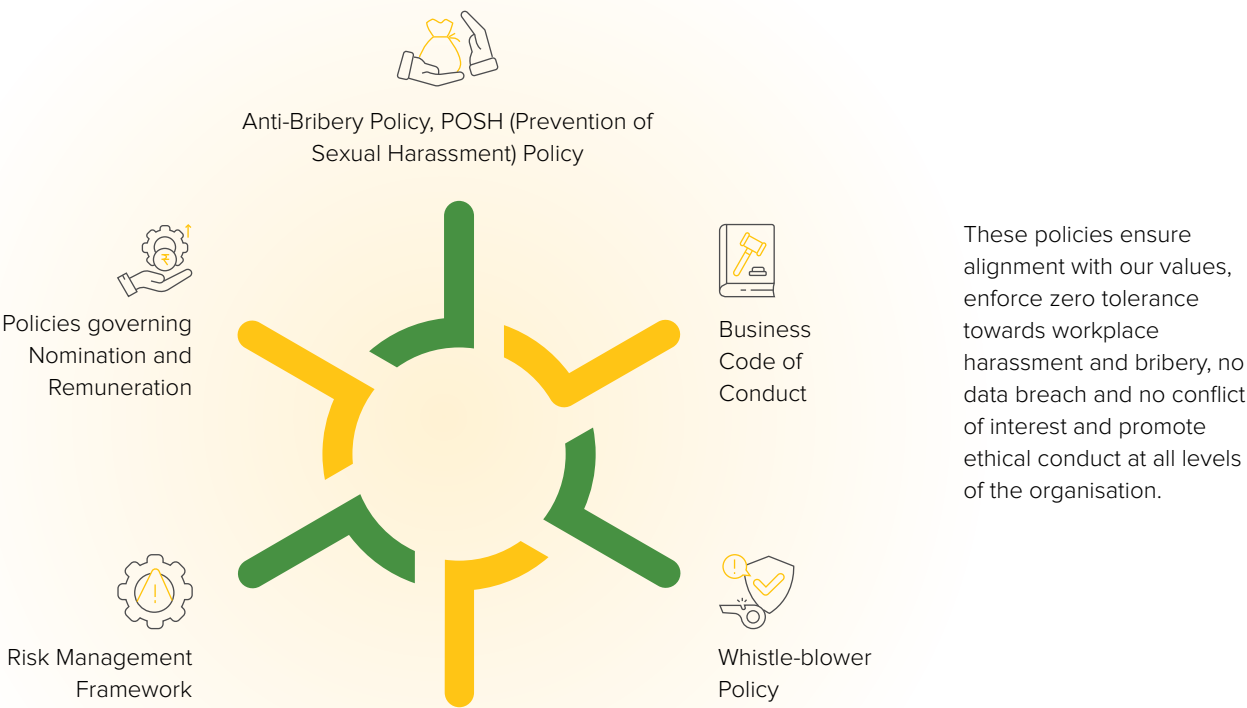 Anti-Bribery Policy, POSH (Prevention of
Sexual Harassment) Policy
Policies governing
Nomination and
Remuneration
₹
Business
Code of
Conduct
These policies ensure
alignment with our values,
enforce zero tolerance
towards workplace
harassment and bribery, no
data breach and no conflict
of interest and promote
ethical conduct at all levels
of the organisation.
Risk Management
Framework
Whistle-blower
Policy